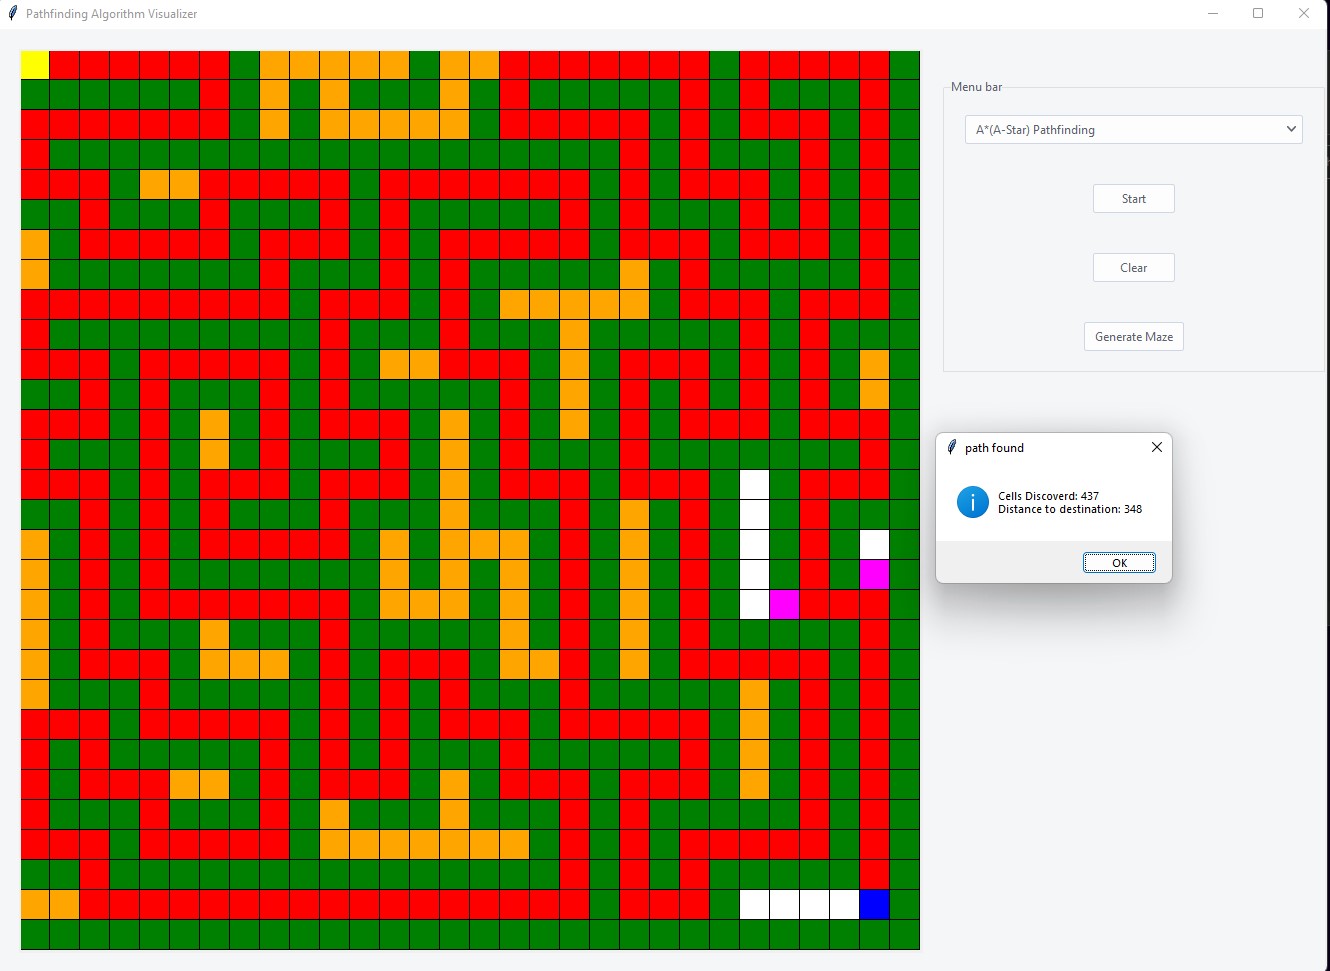 Pathfinding Algorithm Visualizer
Menu bar
A*(A-Star) Pathfinding
Start
Clear
Generate Maze
path found
Cells Discoverd: 437
Distance to destination: 348
OK